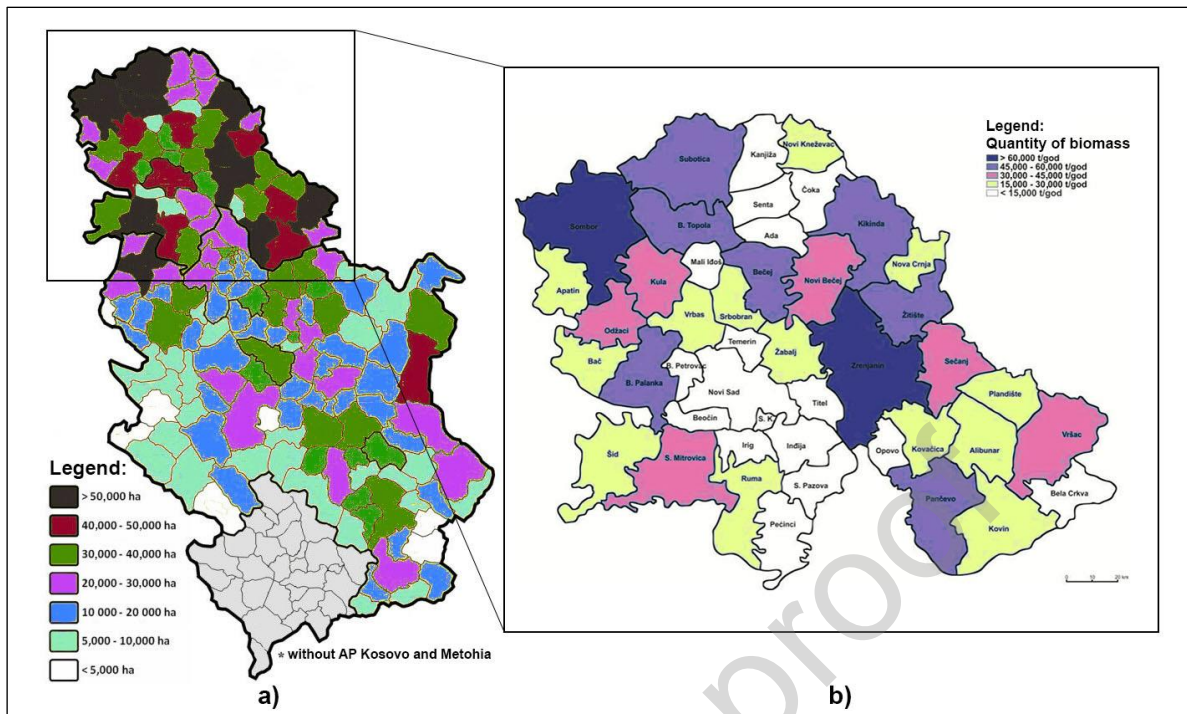 Legend:
> 50,000 ha
40,000 - 50,000 ha
30,000 - 40,000 ha
20,000 - 30,000 ha
10 000 - 20 000 ha
5,000 - 10,000 ha
< 5,000 ha
* without AP Kosovo and Metohia
a)
Legend:
Quantity of biomass
> 60,000 t/god
45,000 - 60,000 t/god
30,000 - 45,000 t/god
15,000 - 30,000 t/god
< 15,000 t/god
Subotica
Kanjiža
Novi Kneževac
Čoka
Senta
Sombor
B. Topola
Ada
Kikinda
Mali Iđoš
Bečej
Novi Bečej
Nova Crnja
Apatin
Kula
Vrbas
Srbobran
Žitište
Odžaci
Temerin
Žabalj
Bač
B. Palanka
B. Petrovac
Zrenjanin
Sečanj
Novi Sad
Titel
Plandište
Beočin
S. K
Šid
S. Mitrovica
Irig
Inđija
Opovo
Kovačica
Alibunar
Vršac
Ruma
S. Pazova
Pančevo
Bela Crkva
Pećinci
Kovin
0 10 20 km
b)
proof